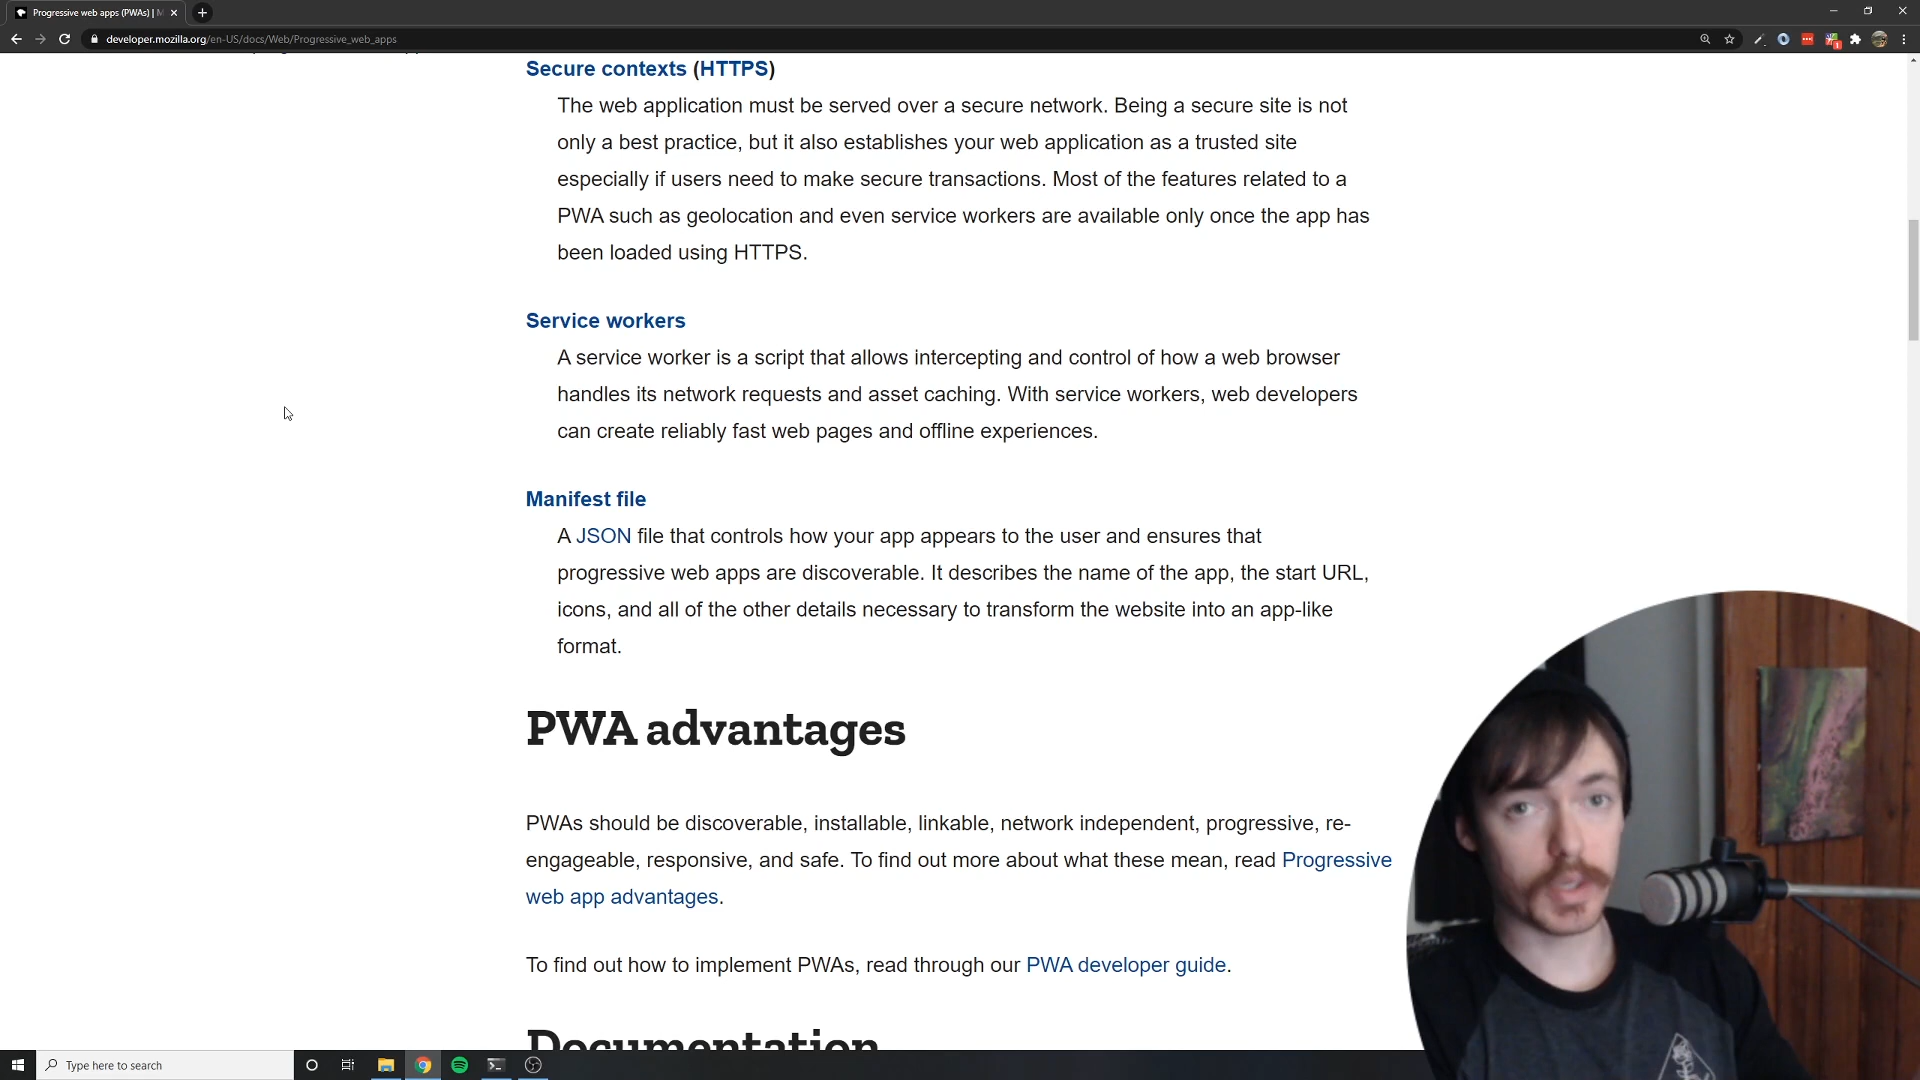 Progressive web apps (PWAs) |
developer.mozilla.org/en-US/docs/Web/Progressive_web_apps
Secure contexts (HTTPS)
The web application must be served over a secure network. Being a secure site is not
only a best practice, but it also establishes your web application as a trusted site
especially if users need to make secure transactions. Most of the features related to a
PWA such as geolocation and even service workers are available only once the app has
been loaded using HTTPS.
Service workers
A service worker is a script that allows intercepting and control of how a web browser
handles its network requests and asset caching. With service workers, web developers
can create reliably fast web pages and offline experiences.
Manifest file
A JSON file that controls how your app appears to the user and ensures that
progressive web apps are discoverable. It describes the name of the app, the start URL,
icons, and all of the other details necessary to transform the website into an app-like
format.
PWA advantages
PWAs should be discoverable, installable, linkable, network independent, progressive, re-
engageable, responsive, and safe. To find out more about what these mean, read Progressive
web app advantages.
To find out how to implement PWAs, read through our PWA developer guide.
Documentation
Type here to search